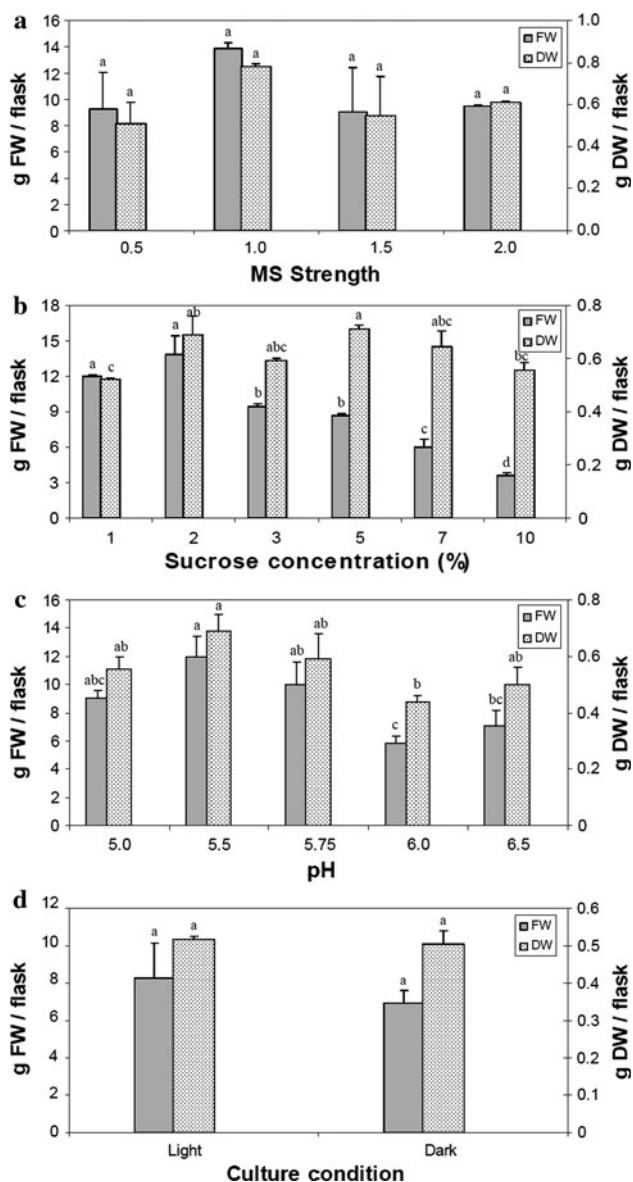 a
16
14
12
10
8
6
4
2
0
g FW / flask
a a a a a a a a
FW
DW
1.0
0.8
0.6
0.4
0.2
0.0
g DW / flask
0.5 1.0 1.5 2.0
MS Strength
b
18
15
12
9
6
3
0
g FW / flask
a c a ab b abc b a c abc d bc
FW
DW
0.8
0.6
0.4
0.2
0
g DW / flask
1 2 3 5 7 10
Sucrose concentration (%)
c
16
14
12
10
8
6
4
2
0
g FW / flask
abc ab a a ab ab c b bc ab
FW
DW
0.8
0.6
0.4
0.2
0
g DW / flask
5.0 5.5 5.75 6.0 6.5
pH
d
12
10
8
6
4
2
0
g FW / flask
a a a a
FW
DW
0.6
0.5
0.4
0.3
0.2
0.1
0
g DW / flask
Light Dark
Culture condition